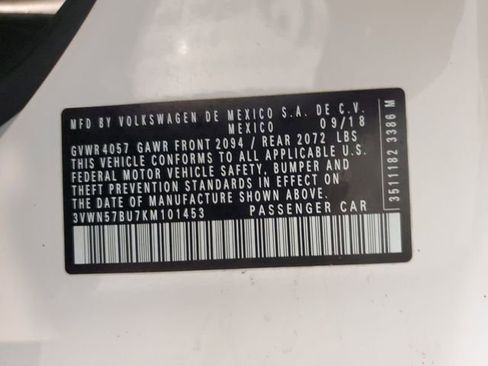 MFD BY VOLKSWAGEN DE MEXICO S.A. DE C.V.
MEXICO 09/18
GVWR4057 GAWR FRONT 2094 / REAR 2072 LBS
THIS VEHICLE CONFORMS TO ALL APPLICABLE U.S.
FEDERAL MOTOR VEHICLE SAFETY, BUMPER AND
THEFT PREVENTION STANDARDS IN EFFECT ON
THE DATE OF MANUFACTURE SHOWN ABOVE.
3VWN57BU7KM101453 PASSENGER CAR
3511182 3386 M